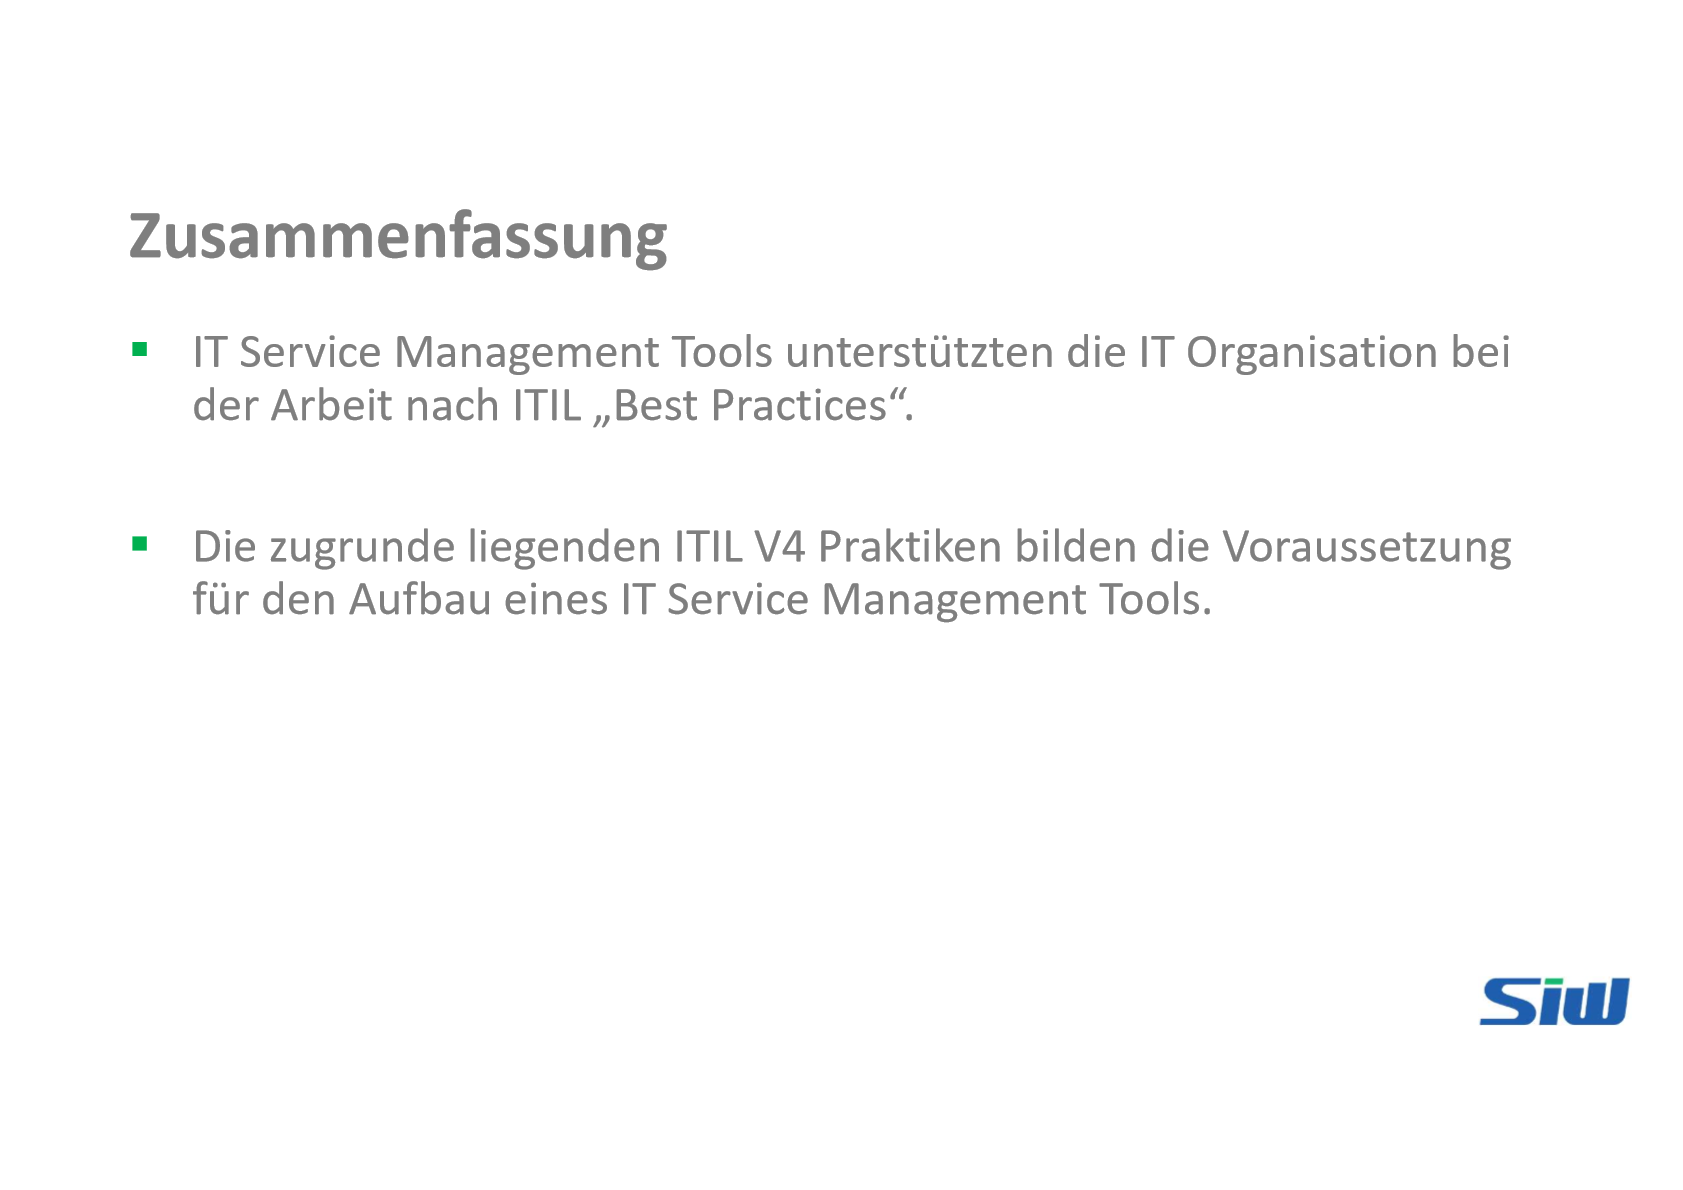 Zusammenfassung
▪ IT Service Management Tools unterstützten die IT Organisation bei
der Arbeit nach ITIL „Best Practices“.
▪ Die zugrunde liegenden ITIL V4 Praktiken bilden die Voraussetzung
für den Aufbau eines IT Service Management Tools.
Siw